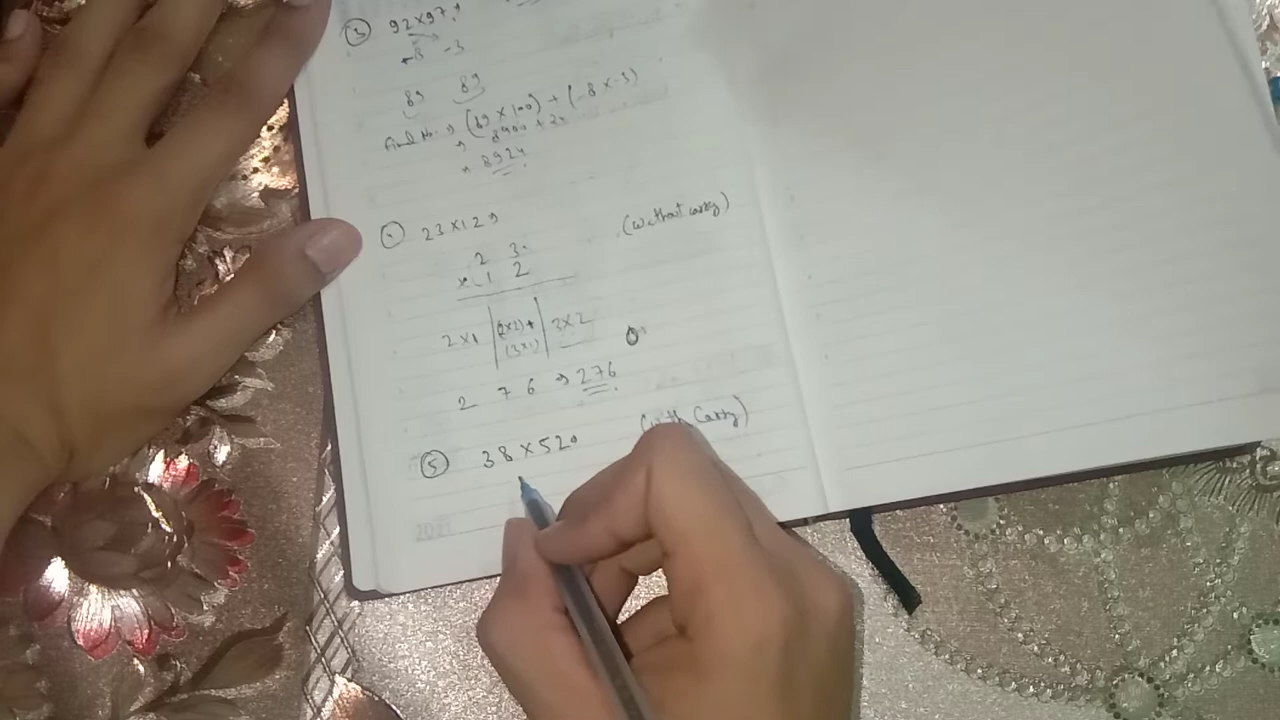 ③ 92×97→
-8 -3
89 89
Final Ans → (89 × 100) + (-8 × -3)
→ 8900 + 24
→ 8924
23×12→ (without carry)
2 3
× 1 2
2×1 | (2×2)+ (3×1) | 3×2
2 7 6 → 276
⑤ 38×52→ (with carry)
2021